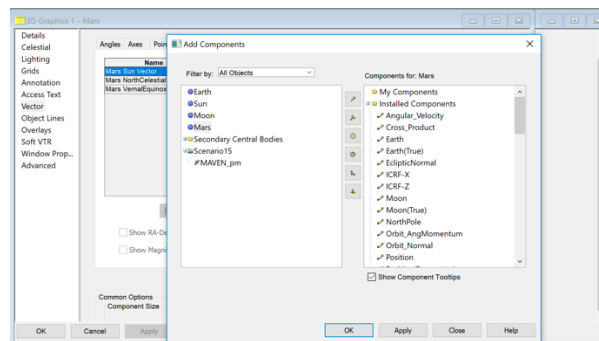 3D Graphics 1 - Mars
Details
Celestial
Lighting
Grids
Annotation
Access Text
Vector
Object Lines
Overlays
Soft VTR
Window Prop...
Advanced
Angles Axes Poin
Name
Mars Sun Vector
Mars NorthCelestial
Mars VernalEquinox
Show RA-De
Show Magni
Common Options
Component Size
OK Cancel Apply
Add Components
Filter by: All Objects
Earth
Sun
Moon
Mars
Secondary Central Bodies
Scenario15
MAVEN_pm
Components for: Mars
My Components
Installed Components
Angular_Velocity
Cross_Product
Earth
Earth(True)
EclipticNormal
ICRF-X
ICRF-Z
Moon
Moon(True)
NorthPole
Orbit_AngMomentum
Orbit_Normal
Position
Show Component Tooltips
OK Apply Close Help